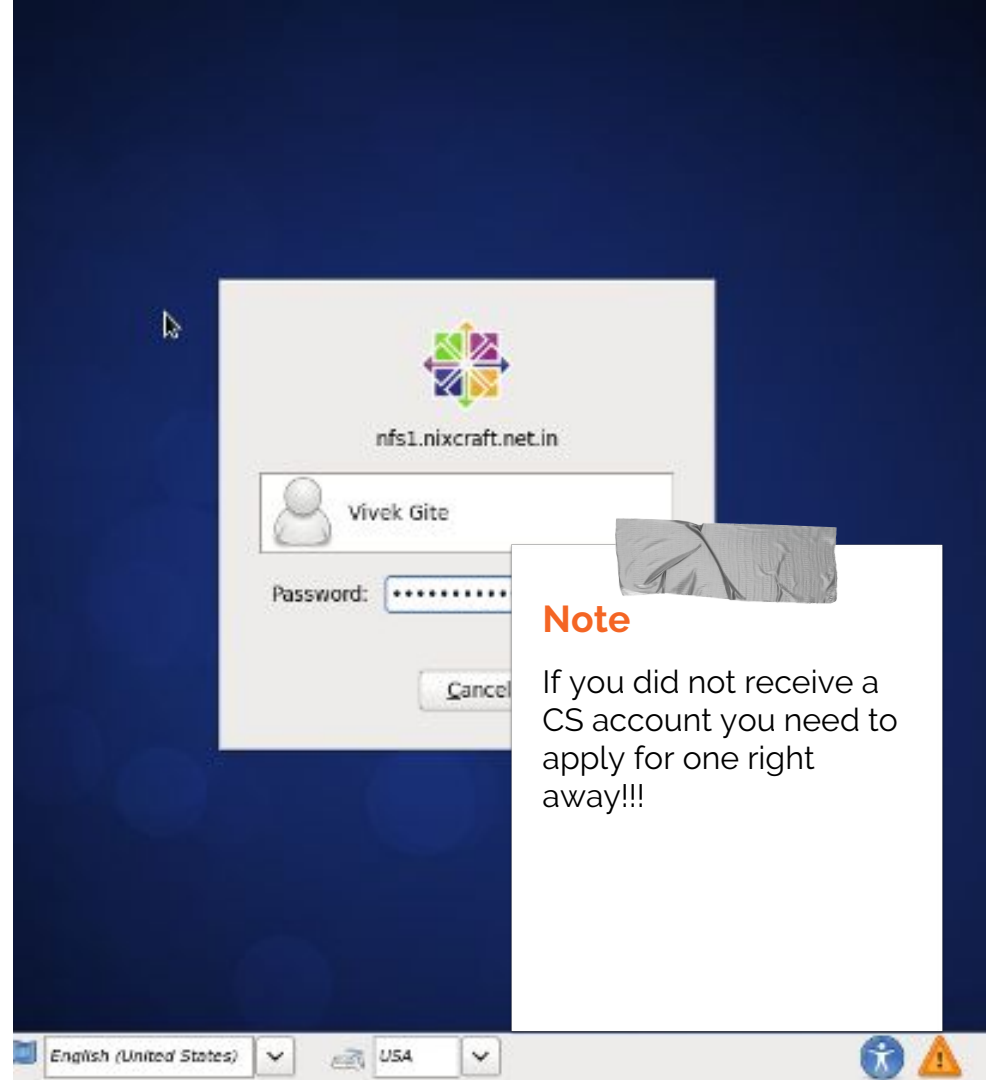 nfs1.nixcraft.net.in
Vivek Gite
Password:
Cancel
Note
If you did not receive a
CS account you need to
apply for one right
away!!!
English (United States)
USA